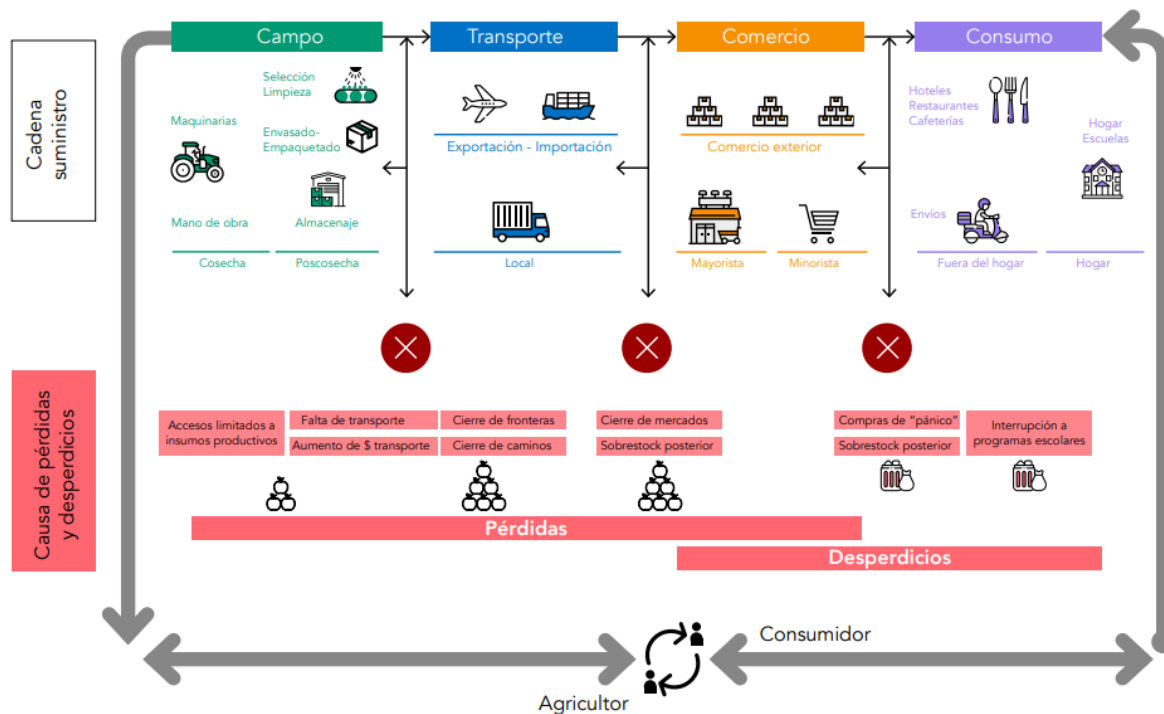 Cadena
suministro
Campo
Transporte
Comercio
Consumo
Selección
Limpieza
Maquinarias
Envasado-
Empaquetado
Mano de obra
Almacenaje
Cosecha
Poscosecha
Exportación - Importación
Local
Comercio exterior
Mayorista
Minorista
Hoteles
Restaurantes
Cafeterías
Hogar
Escuelas
Envíos
Fuera del hogar
Hogar
Causa de pérdidas
y desperdicios
Accesos limitados a
insumos productivos
Falta de transporte
Aumento de $ transporte
Cierre de fronteras
Cierre de caminos
Cierre de mercados
Sobrestock posterior
Compras de “pánico”
Sobrestock posterior
Interrupción a
programas escolares
Pérdidas
Desperdicios
Consumidor
Agricultor